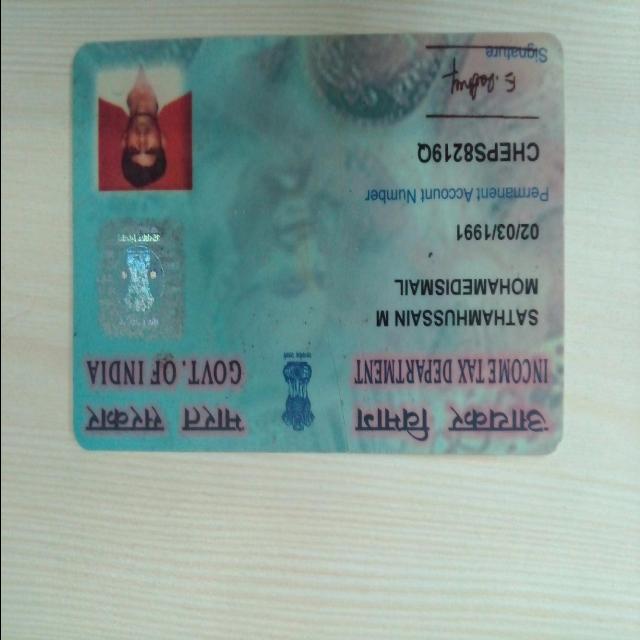 आयकर विभाग
INCOME TAX DEPARTMENT
भारत सरकार
GOVT. OF INDIA
SATHAMHUSSAIN M
MOHAMEDISMAIL
02/03/1991
Permanent Account Number
CHEPS8219Q
Signature